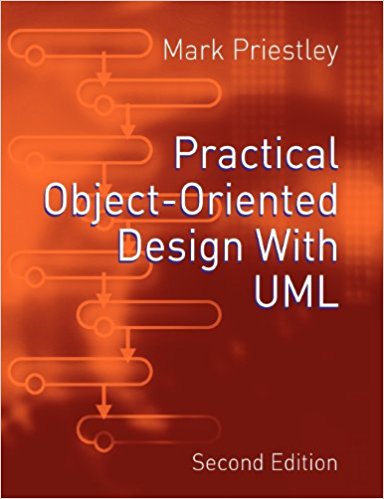 Mark Priestley
Practical
Object-Oriented
Design With
UML
Second Edition